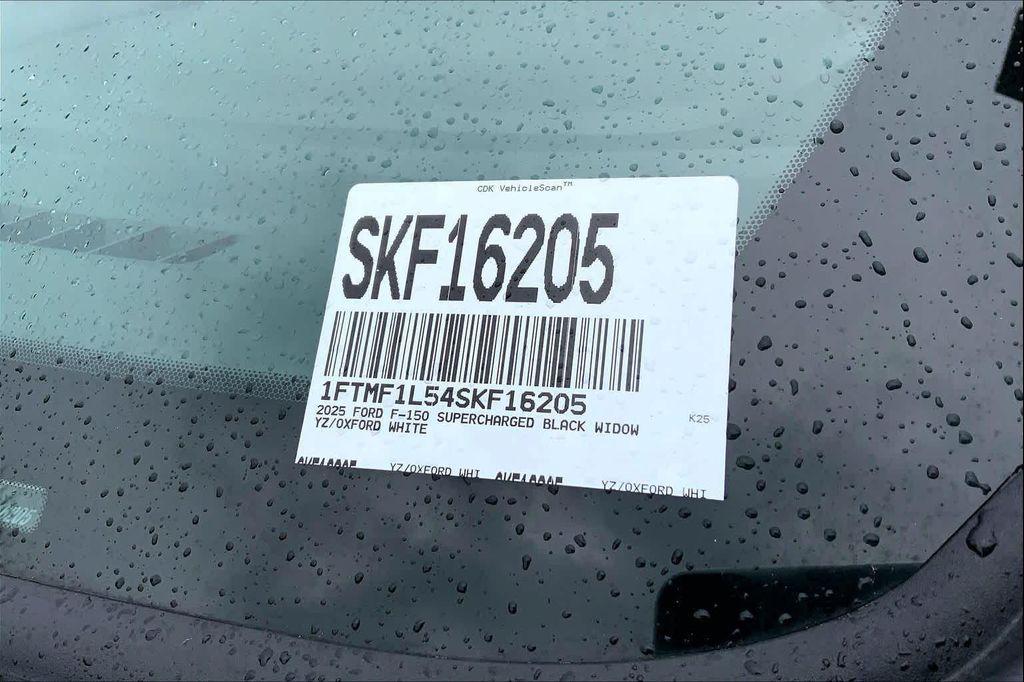 CDK VehicleScan™
SKF16205
1FTMF1L54SKF16205
2025 FORD F-150 SUPERCHARGED BLACK WIDOW
K25
YZ/OXFORD WHITE
YZ/OXFORD WHI
YZ/OXFORD WHI